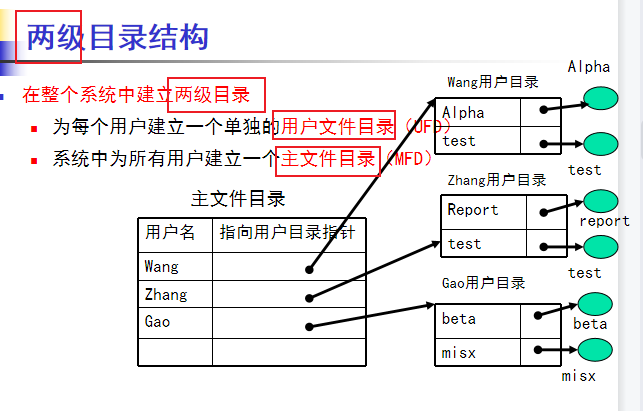 两级目录结构
在整个系统中建立两级目录
为每个用户建立一个单独的用户文件目录（UFD）
系统中为所有用户建立一个主文件目录（MFD）
主文件目录
用户名 指向用户目录指针
Wang
Zhang
Gao
Wang用户目录
Alpha
Alpha
test
test
Zhang用户目录
Report
report
test
test
Gao用户目录
beta
beta
misx
misx